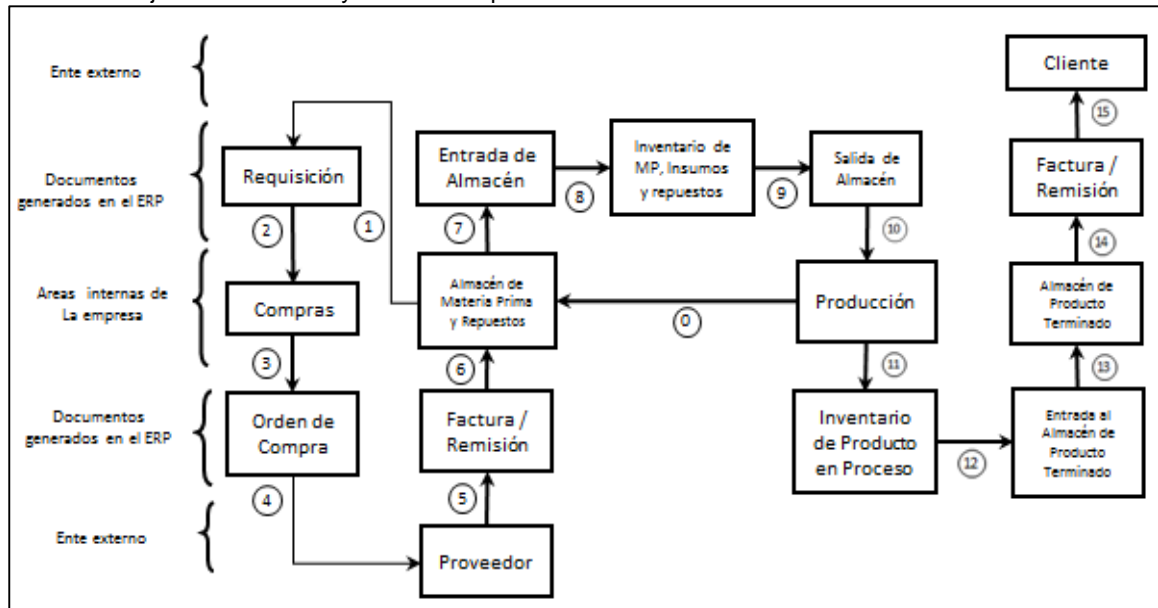 Ente externo
Documentos
generados en el ERP
Areas internas de
La empresa
Documentos
generados en el ERP
Ente externo
Requisición
2
1
Compras
3
Orden de
Compra
4
Entrada de
Almacén
7
8
Almacén de
Materia Prima
y Repuestos
6
Factura /
Remisión
5
Proveedor
Inventario de
MP, Insumos
y repuestos
9
0
Salida de
Almacén
10
Producción
11
Inventario
de Producto
en Proceso
12
Cliente
15
Factura /
Remisión
14
Almacén de
Producto
Terminado
13
Entrada al
Almacén de
Producto
Terminado